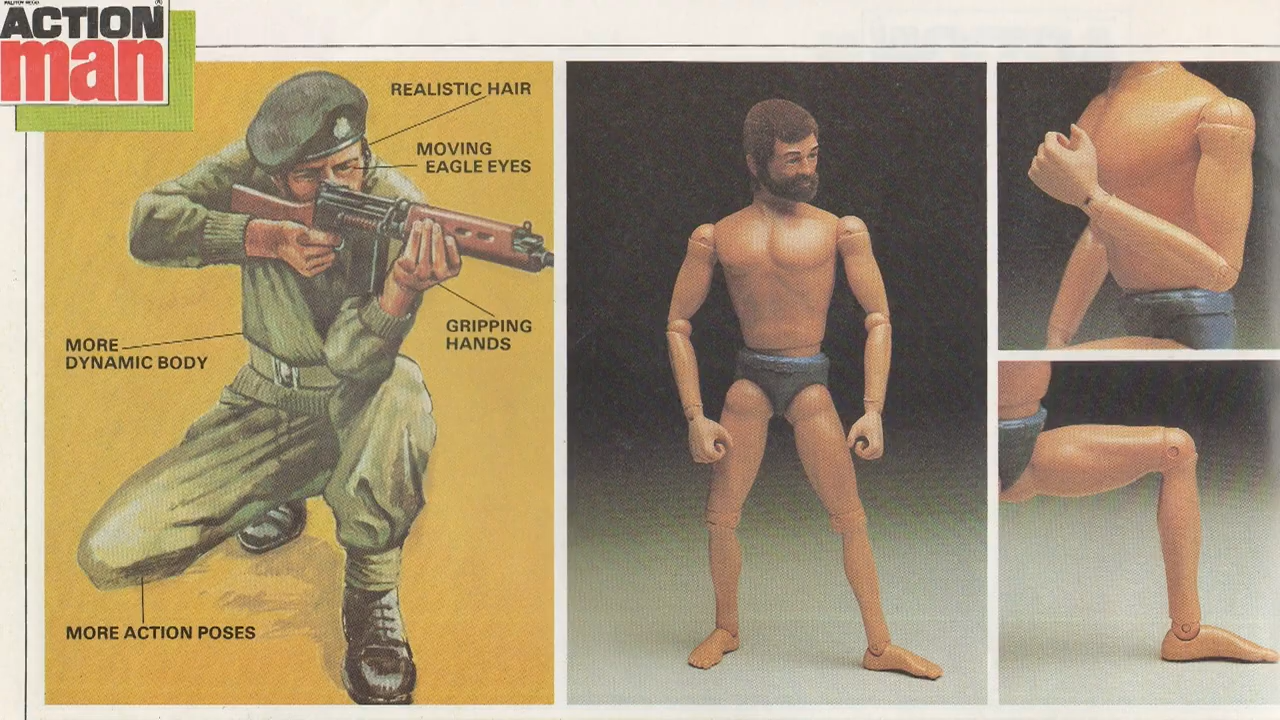 ACTION
man
REALISTIC HAIR
MOVING
EAGLE EYES
GRIPPING
HANDS
MORE
DYNAMIC BODY
MORE ACTION POSES